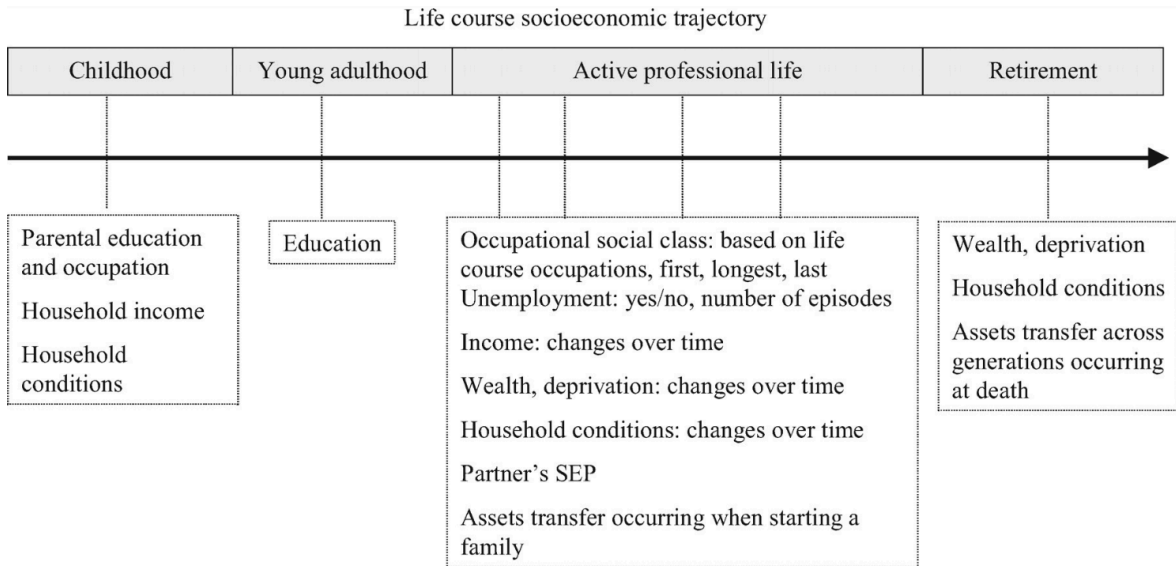 Life course socioeconomic trajectory
Childhood
Young adulthood
Active professional life
Retirement
Parental education
and occupation
Household income
Household
conditions
Education
Occupational social class: based on life
course occupations, first, longest, last
Unemployment: yes/no, number of episodes
Income: changes over time
Wealth, deprivation: changes over time
Household conditions: changes over time
Partner's SEP
Assets transfer occurring when starting a
family
Wealth, deprivation
Household conditions
Assets transfer across
generations occurring
at death